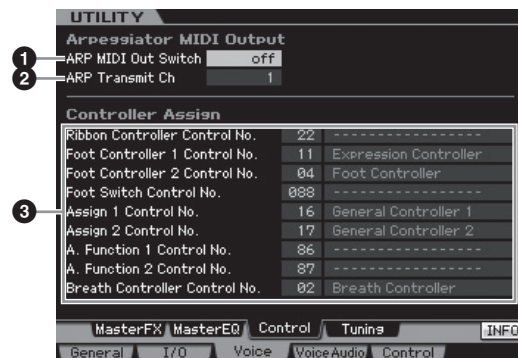 UTILITY
Arpeggiator MIDI Output
1 ARP MIDI Out Switch off
2 ARP Transmit Ch 1
Controller Assign
Ribbon Controller Control No. 22 ----------------
Foot Controller 1 Control No. 11 Expression Controller
Foot Controller 2 Control No. 04 Foot Controller
Foot Switch Control No. 088 ----------------
3 Assign 1 Control No. 16 General Controller 1
Assign 2 Control No. 17 General Controller 2
A. Function 1 Control No. 86 ----------------
A. Function 2 Control No. 87 ----------------
Breath Controller Control No. 02 Breath Controller
MasterFX MasterEQ Control Tuning INFO
General I/O Voice VoiceAudio Control